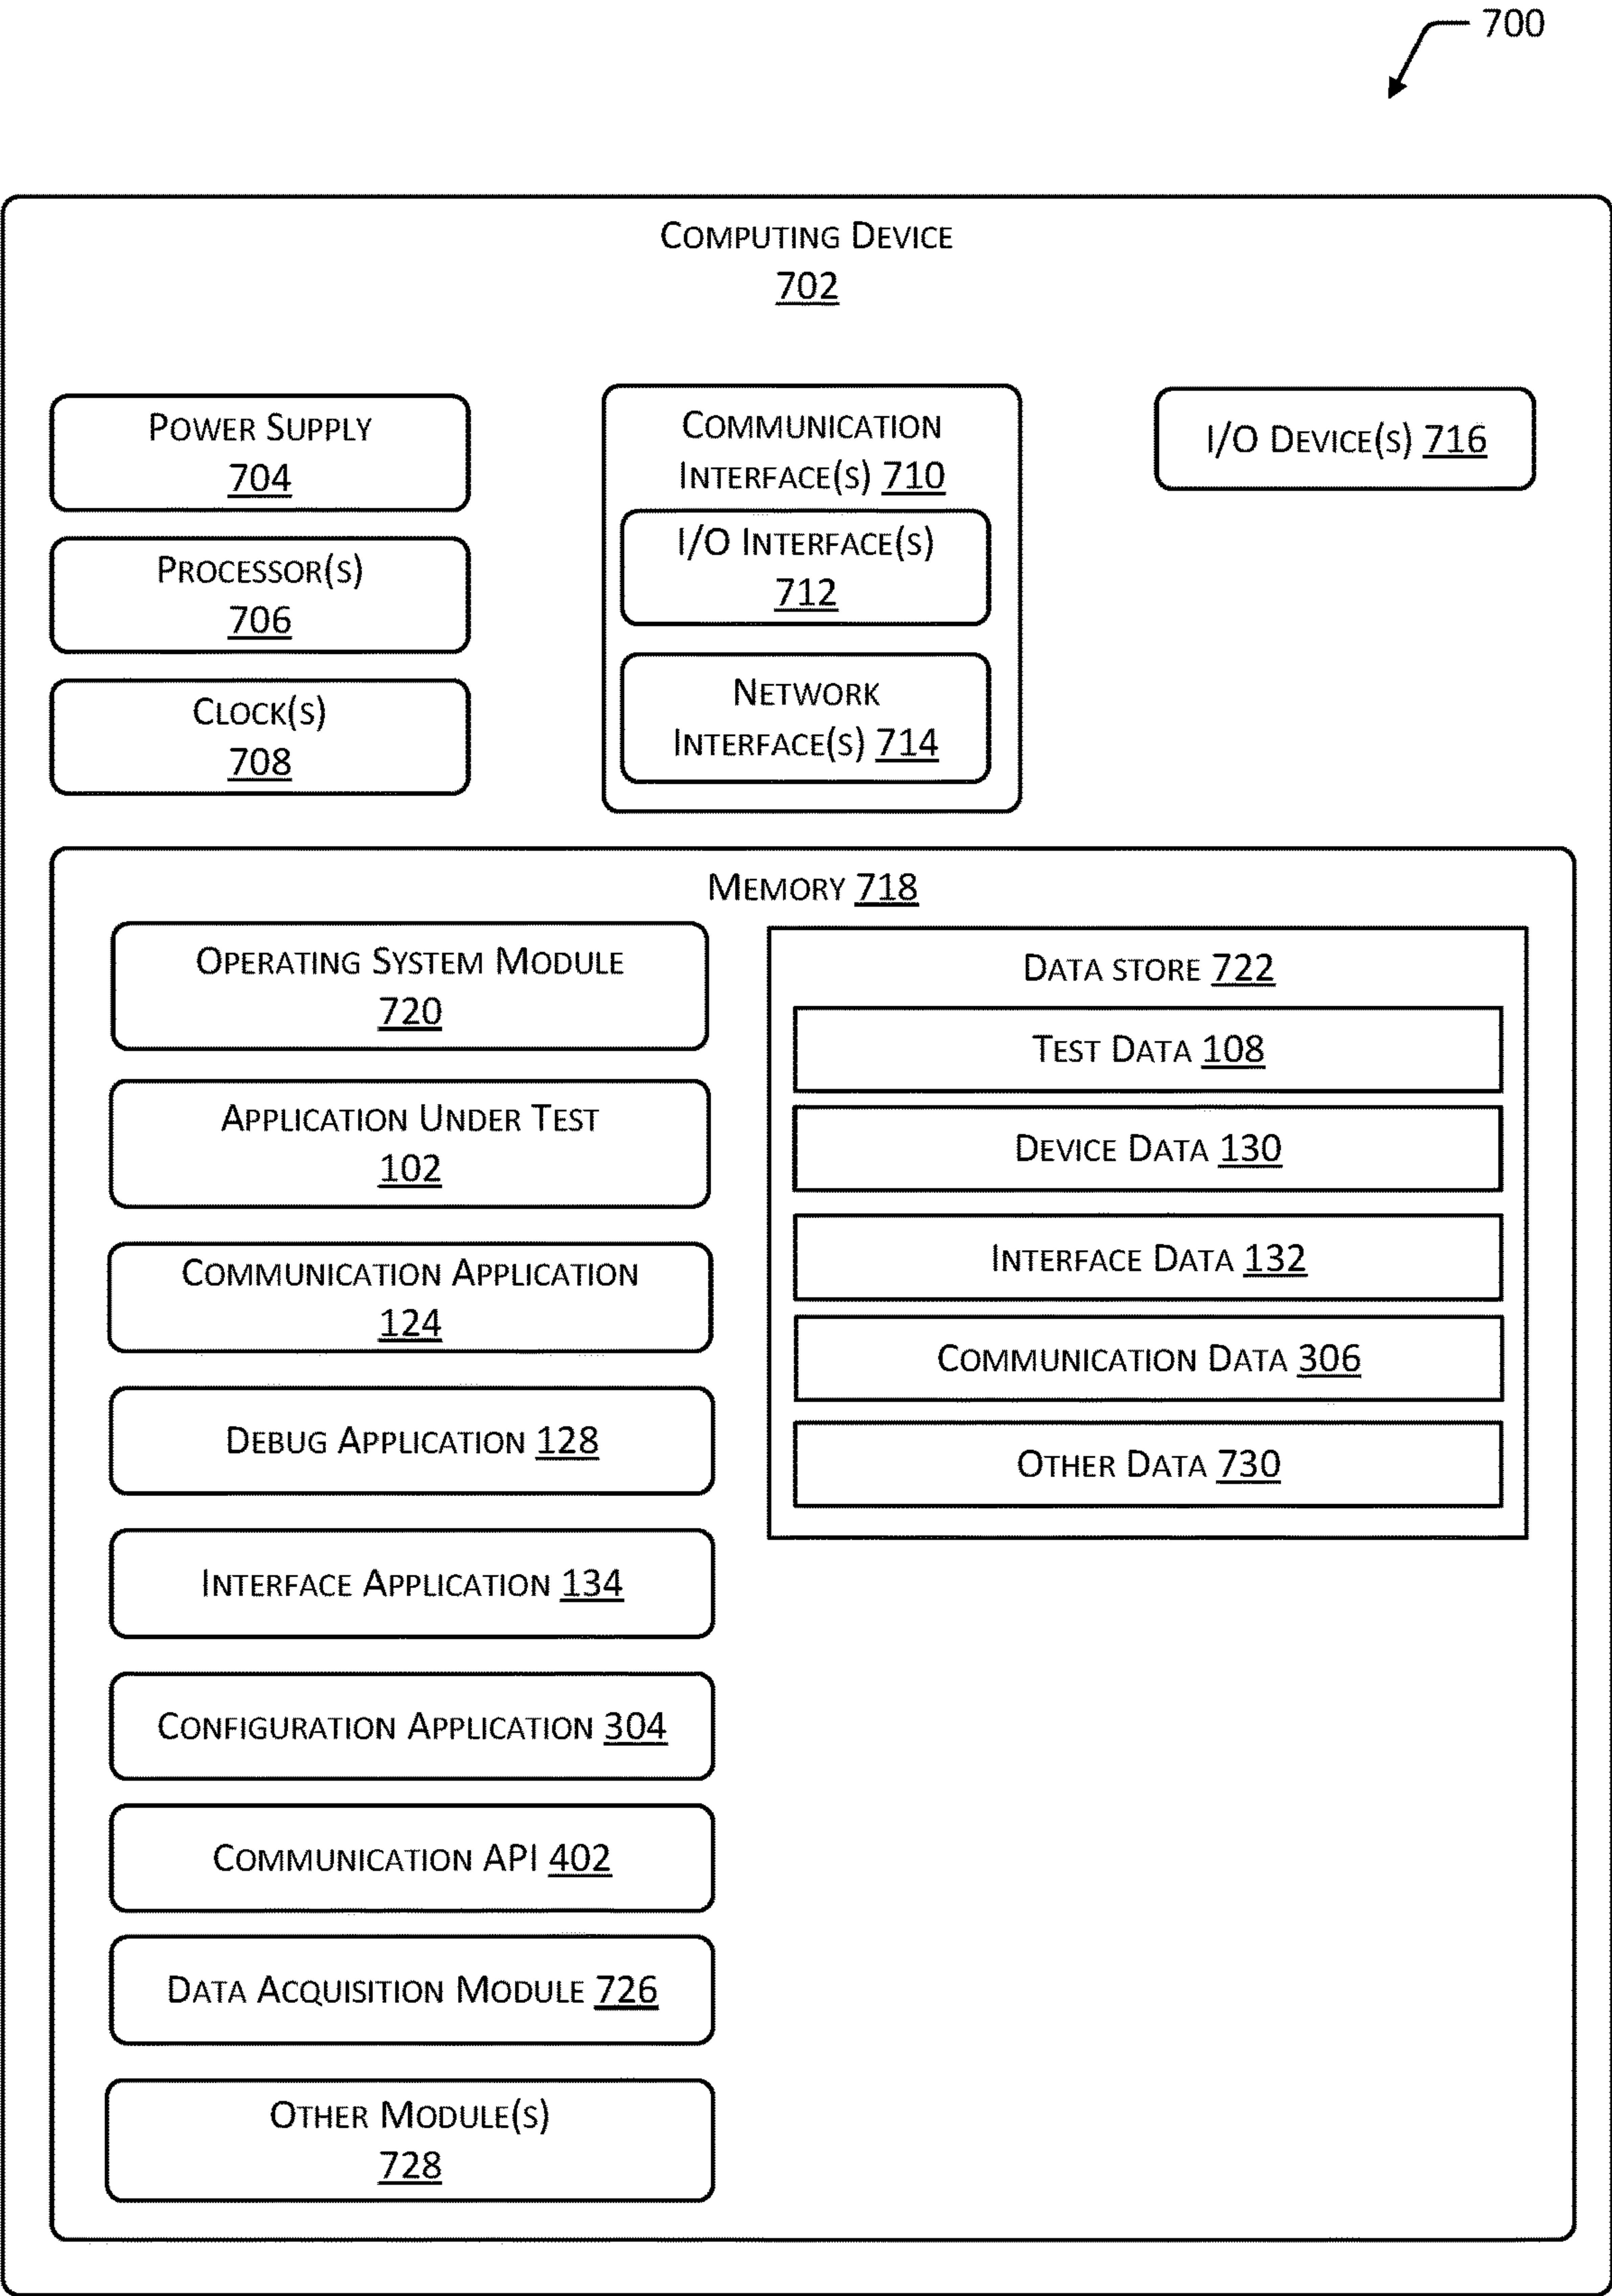 700
Computing Device
702
Power Supply
704
Processor(s)
706
Clock(s)
708
Communication
Interface(s) 710
I/O Interface(s)
712
Network
Interface(s) 714
I/O Device(s) 716
Memory 718
Operating System Module
720
Application Under Test
102
Communication Application
124
Debug Application 128
Interface Application 134
Configuration Application 304
Communication API 402
Data Acquisition Module 726
Other Module(s)
728
Data store 722
Test Data 108
Device Data 130
Interface Data 132
Communication Data 306
Other Data 730